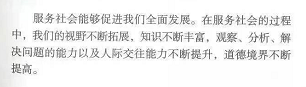 服务社会能够促进我们全面发展。在服务社会的过程
中，我们的视野不断拓展，知识不断丰富，观察、分析、解
决问题的能力以及人际交往能力不断提升，道德境界不断
提高。